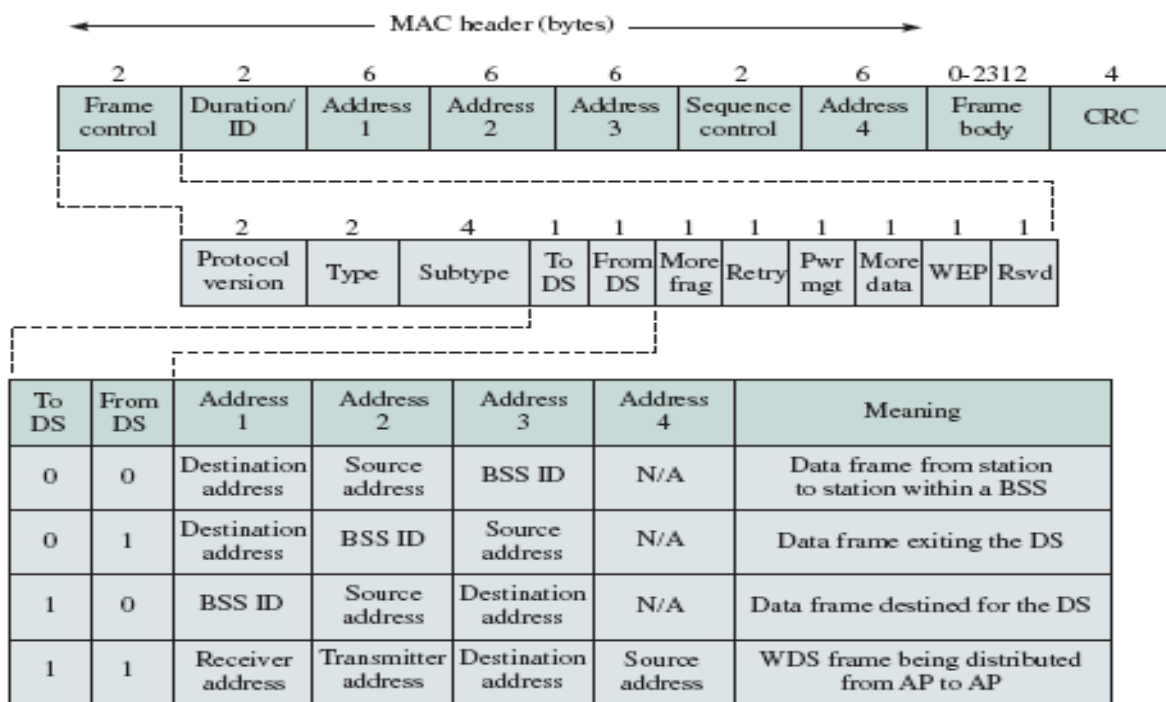 MAC header (bytes)
2 2 6 6 6 2 6 0-2312 4
Frame control Duration/ID Address 1 Address 2 Address 3 Sequence control Address 4 Frame body CRC
2 2 4 1 1 1 1 1 1 1 1
Protocol version Type Subtype To DS From DS More frag Retry Pwr mgt More data WEP Rsvd
To DS From DS Address 1 Address 2 Address 3 Address 4 Meaning
0 0 Destination address Source address BSS ID N/A Data frame from station to station within a BSS
0 1 Destination address BSS ID Source address N/A Data frame exiting the DS
1 0 BSS ID Source address Destination address N/A Data frame destined for the DS
1 1 Receiver address Transmitter address Destination address Source address WDS frame being distributed from AP to AP